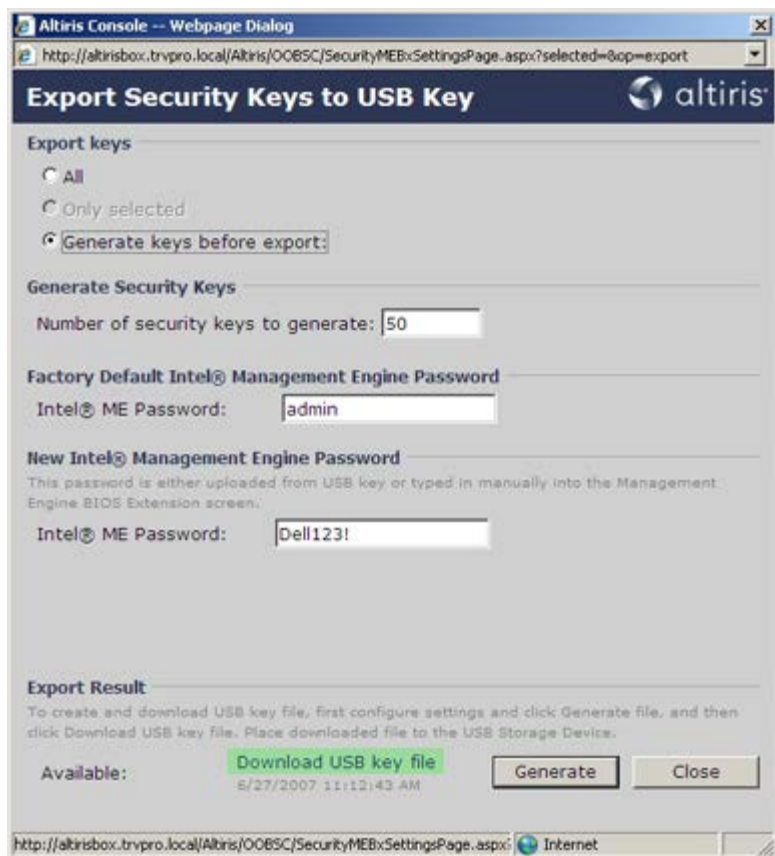 Altiris Console -- Webpage Dialog
http://altirisbox.trvpro.local/Altiris/OOBSC/SecurityMEBxSettingsPage.aspx?selected=&op=export
Export Security Keys to USB Key
altiris
Export keys
All
Only selected
Generate keys before export:
Generate Security Keys
Number of security keys to generate: 50
Factory Default Intel® Management Engine Password
Intel® ME Password: admin
New Intel® Management Engine Password
This password is either uploaded from USB key or typed in manually into the Management
Engine BIOS Extension screen.
Intel® ME Password: Dell123!
Export Result
To create and download USB key file, first configure settings and click Generate file, and then
click Download USB key file. Place downloaded file to the USB Storage Device.
Available: Download USB key file Generate Close
6/27/2007 11:12:43 AM
http://altirisbox.trvpro.local/Altiris/OOBSC/SecurityMEBxSettingsPage.aspx? Internet